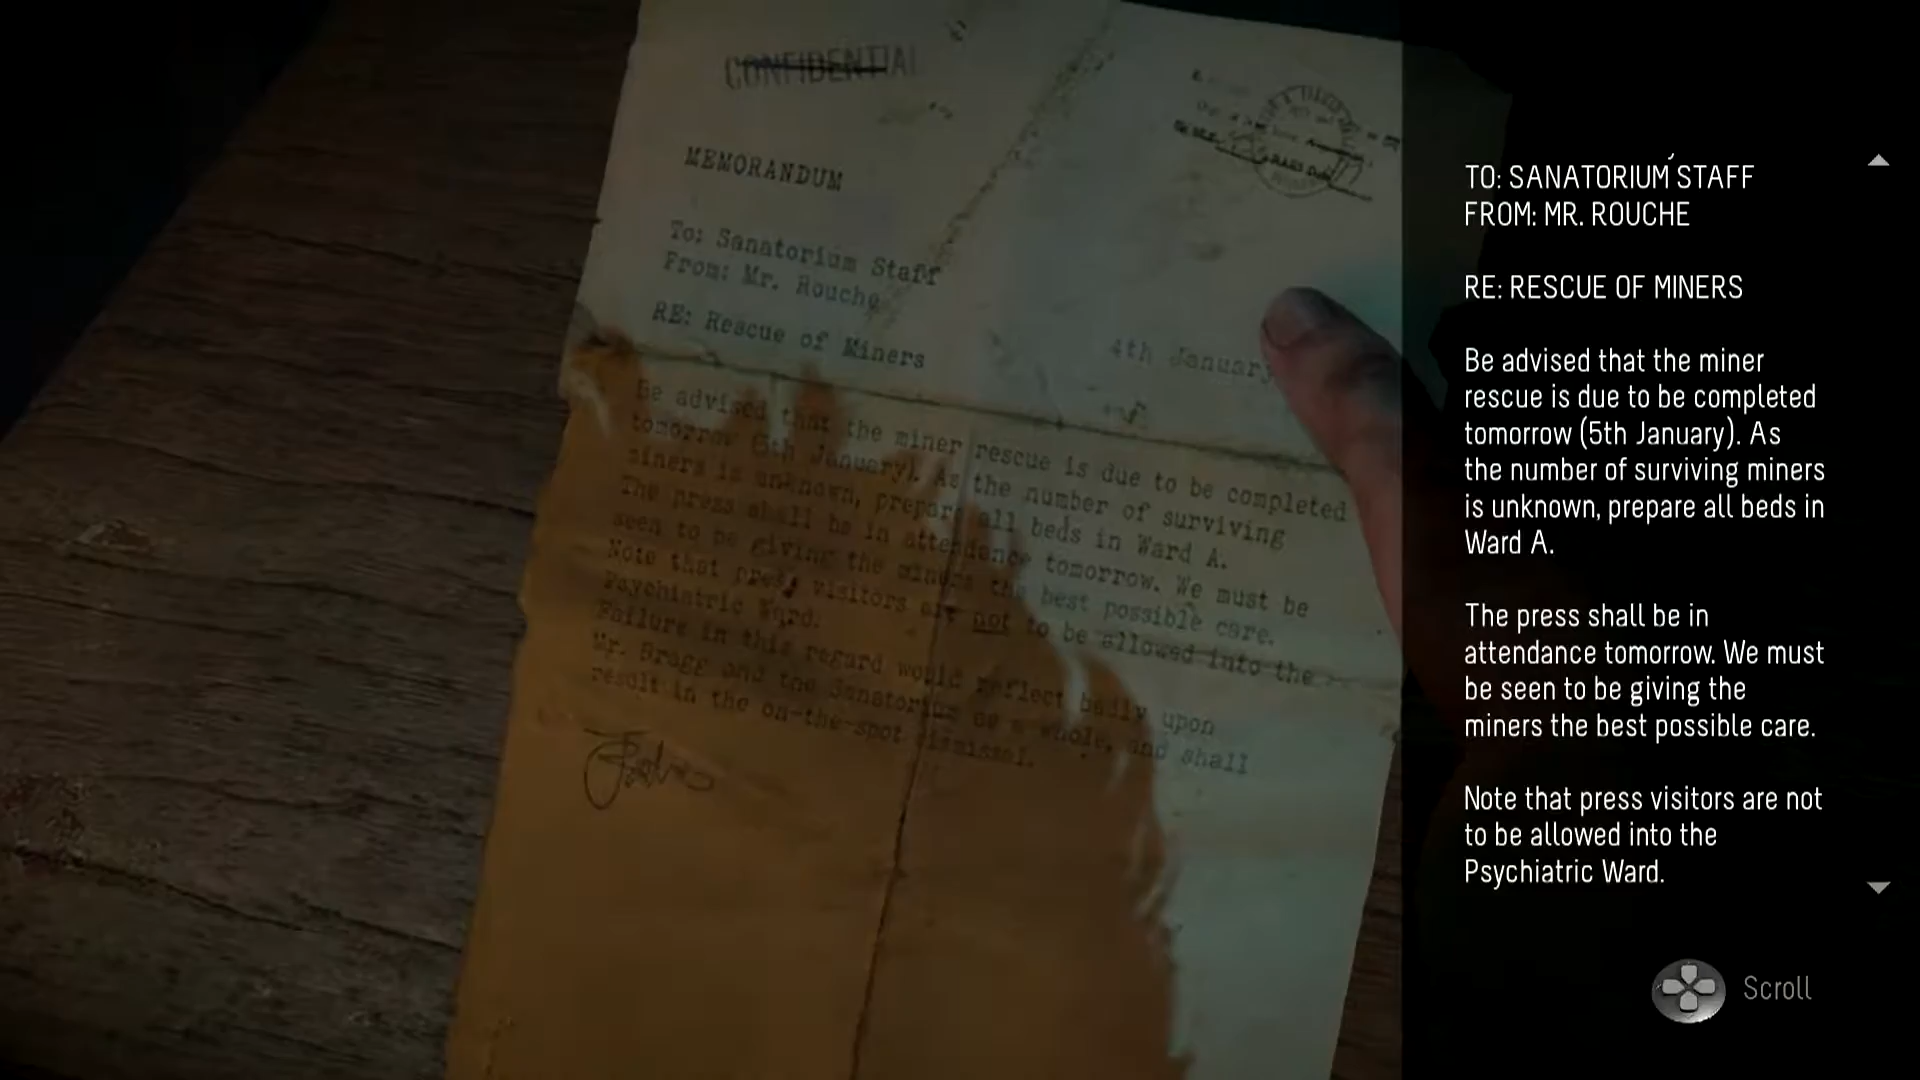 CONFIDENTIAL
MEMORANDUM
To: Sanatorium Staff
From: Mr. Rouche
RE: Rescue of Miners
4th January
Be advised that the miner rescue is due to be completed
tomorrow (5th January). As the number of surviving
miners is unknown, prepare all beds in Ward A.
The press shall be in attendance tomorrow. We must be
seen to be giving the miners the best possible care.
Note that press visitors are not to be allowed into the
Psychiatric Ward.
Failure in this regard would reflect badly upon
Mr. Bragg and the Sanatorium as a whole, and shall
result in the on-the-spot dismissal.
TO: SANATORIUM STAFF
FROM: MR. ROUCHE
RE: RESCUE OF MINERS
Be advised that the miner
rescue is due to be completed
tomorrow (5th January). As
the number of surviving miners
is unknown, prepare all beds in
Ward A.
The press shall be in
attendance tomorrow. We must
be seen to be giving the
miners the best possible care.
Note that press visitors are not
to be allowed into the
Psychiatric Ward.
Scroll